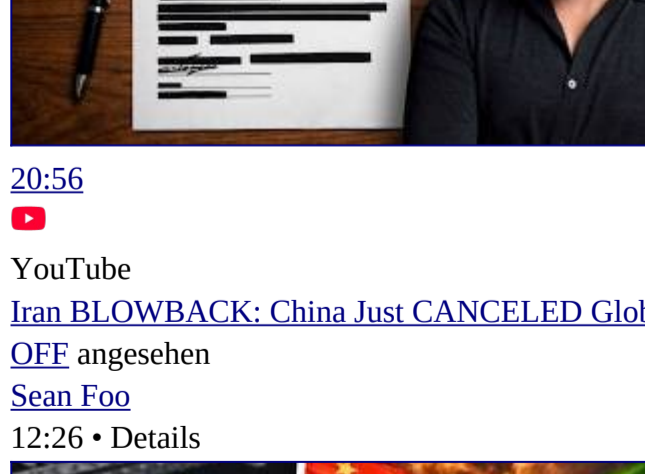 20:56
YouTube
Iran BLOWBACK: China Just CANCELED Glob
OFF angesehen
Sean Foo
12:26 • Details